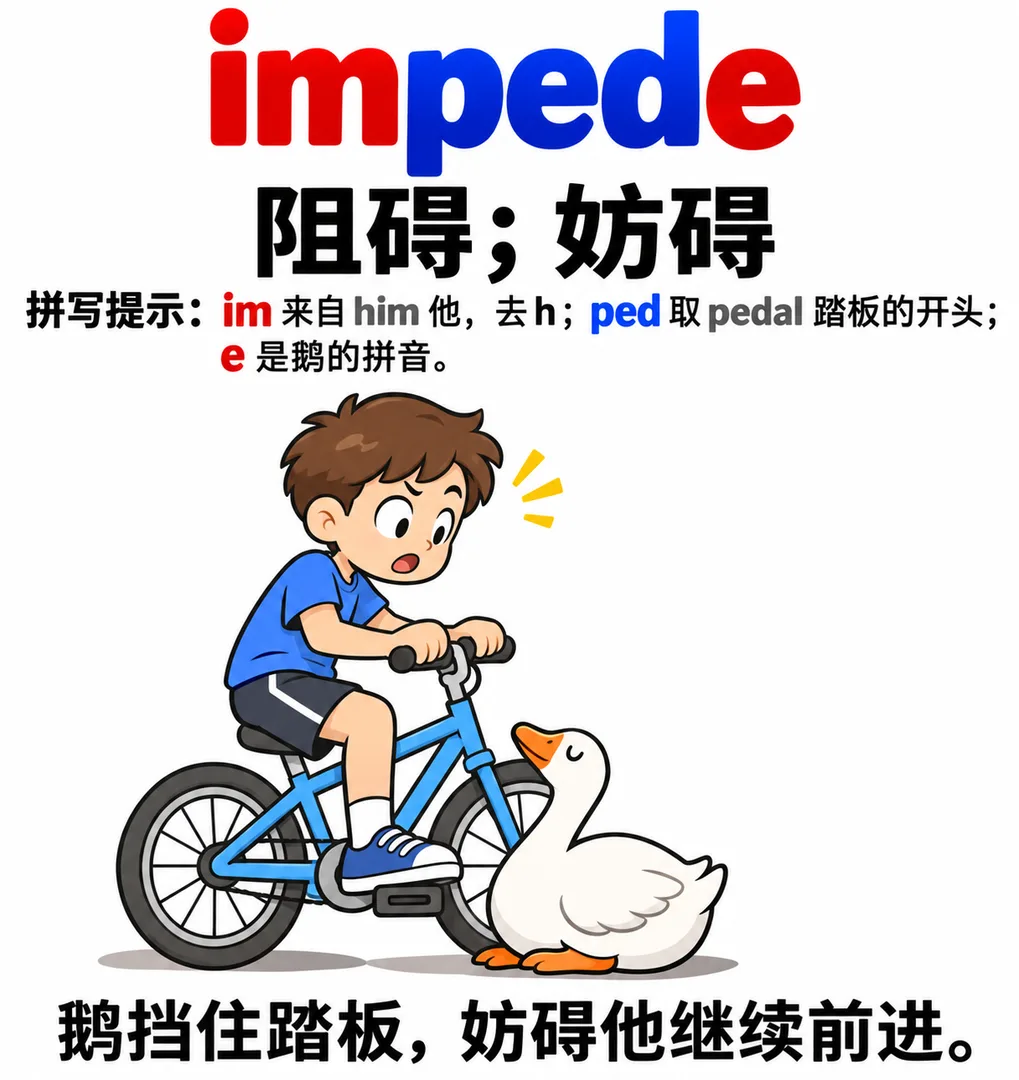 impede
阻碍；妨碍
拼写提示：im 来自 him 他，去 h；ped 取 pedal 踏板的开头；
e 是鹅的拼音。
鹅挡住踏板，妨碍他继续前进。